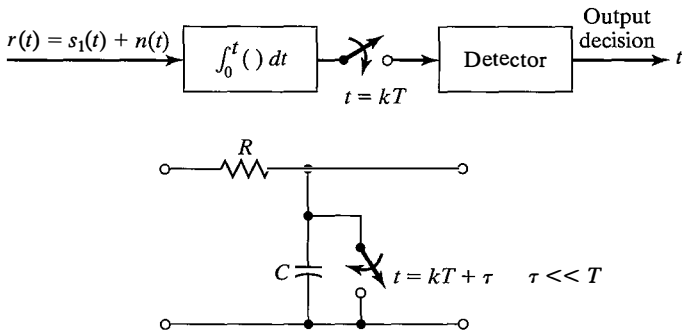 Output
r(t) = s₁(t) + n(t)
decision
∫₀ᵗ ( ) dt
Detector
t
t = kT
R
C
t = kT + τ
τ << T